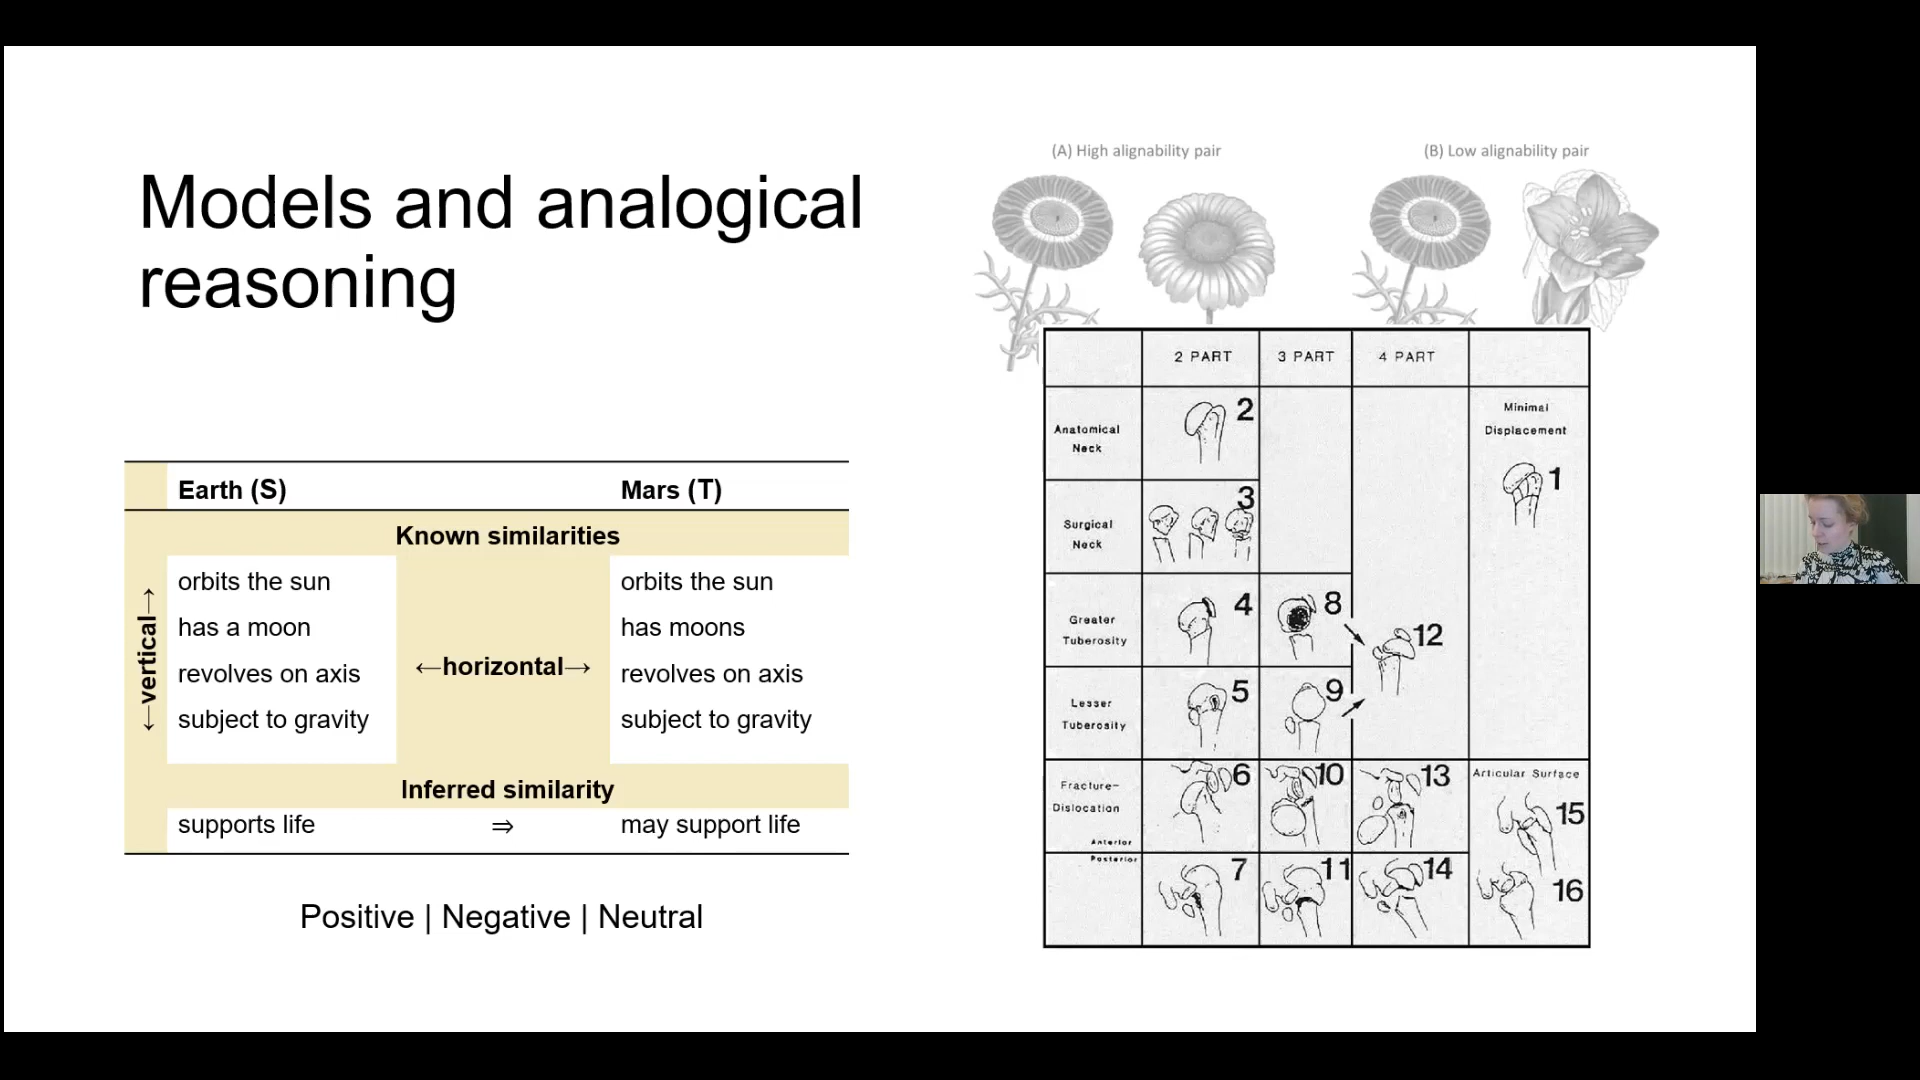 Models and analogical
reasoning
(A) High alignability pair
(B) Low alignability pair
Earth (S)
Mars (T)
Known similarities
orbits the sun
orbits the sun
has a moon
has moons
←vertical→
←horizontal→
revolves on axis
revolves on axis
subject to gravity
subject to gravity
Inferred similarity
supports life
⇒
may support life
Positive | Negative | Neutral
2 PART
3 PART
4 PART
Anatomical
Neck
2
Minimal
Displacement
1
Surgical
Neck
3
Greater
Tuberosity
4
8
12
Lesser
Tuberosity
5
9
Fracture-
Dislocation
Anterior
6
10
13
Articular Surface
15
Posterior
7
11
14
16